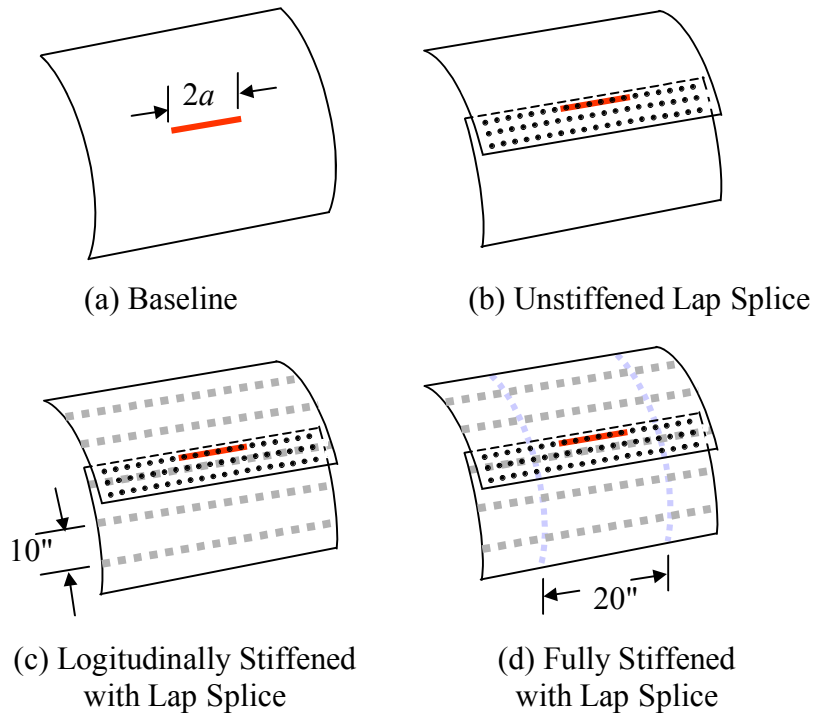 2a
(a) Baseline
(b) Unstiffened Lap Splice
10"
(c) Logitudinally Stiffened
with Lap Splice
20"
(d) Fully Stiffened
with Lap Splice